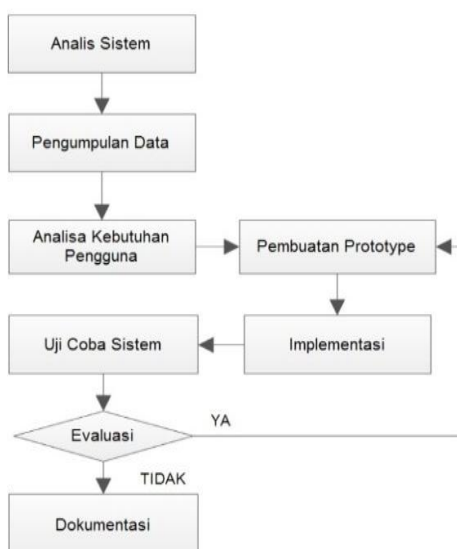 Analis Sistem
Pengumpulan Data
Analisa Kebutuhan
Pengguna
Pembuatan Prototype
Implementasi
Uji Coba Sistem
Evaluasi
YA
TIDAK
Dokumentasi